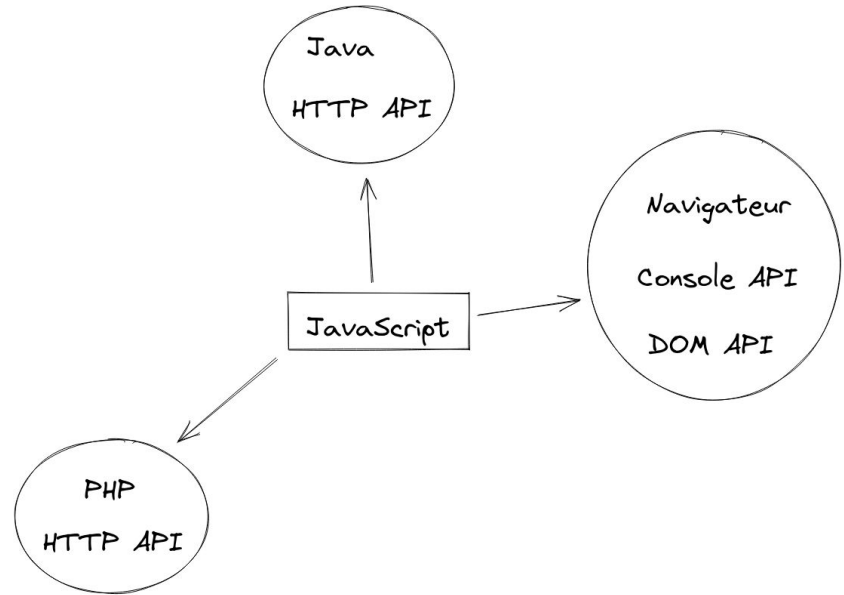 Java
HTTP API
Navigateur
Console API
DOM API
JavaScript
PHP
HTTP API